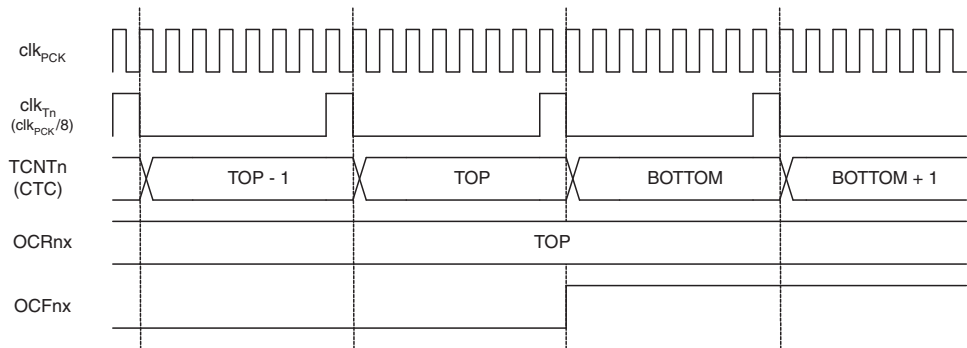 clkPCK
clkTn
(clkPCK/8)
TCNTn
(CTC)
TOP - 1
TOP
BOTTOM
BOTTOM + 1
OCRnx
TOP
OCFnx